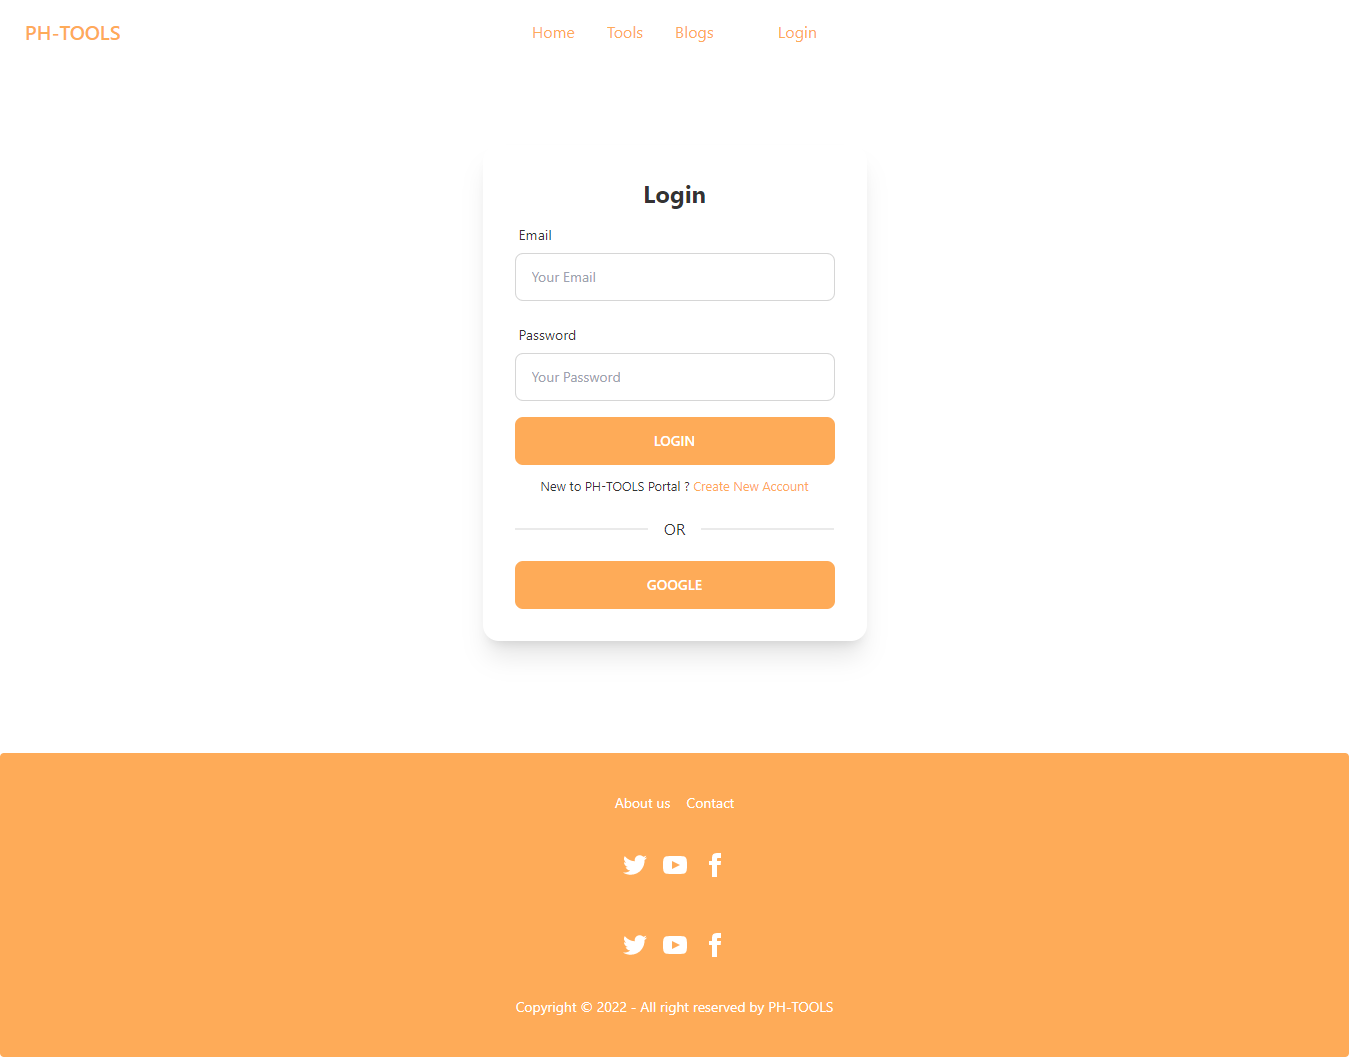 PH-TOOLS
Home Tools Blogs Login
Login
Email
Your Email
Password
Your Password
LOGIN
New to PH-TOOLS Portal ? Create New Account
OR
GOOGLE
About us Contact
Copyright © 2022 - All right reserved by PH-TOOLS